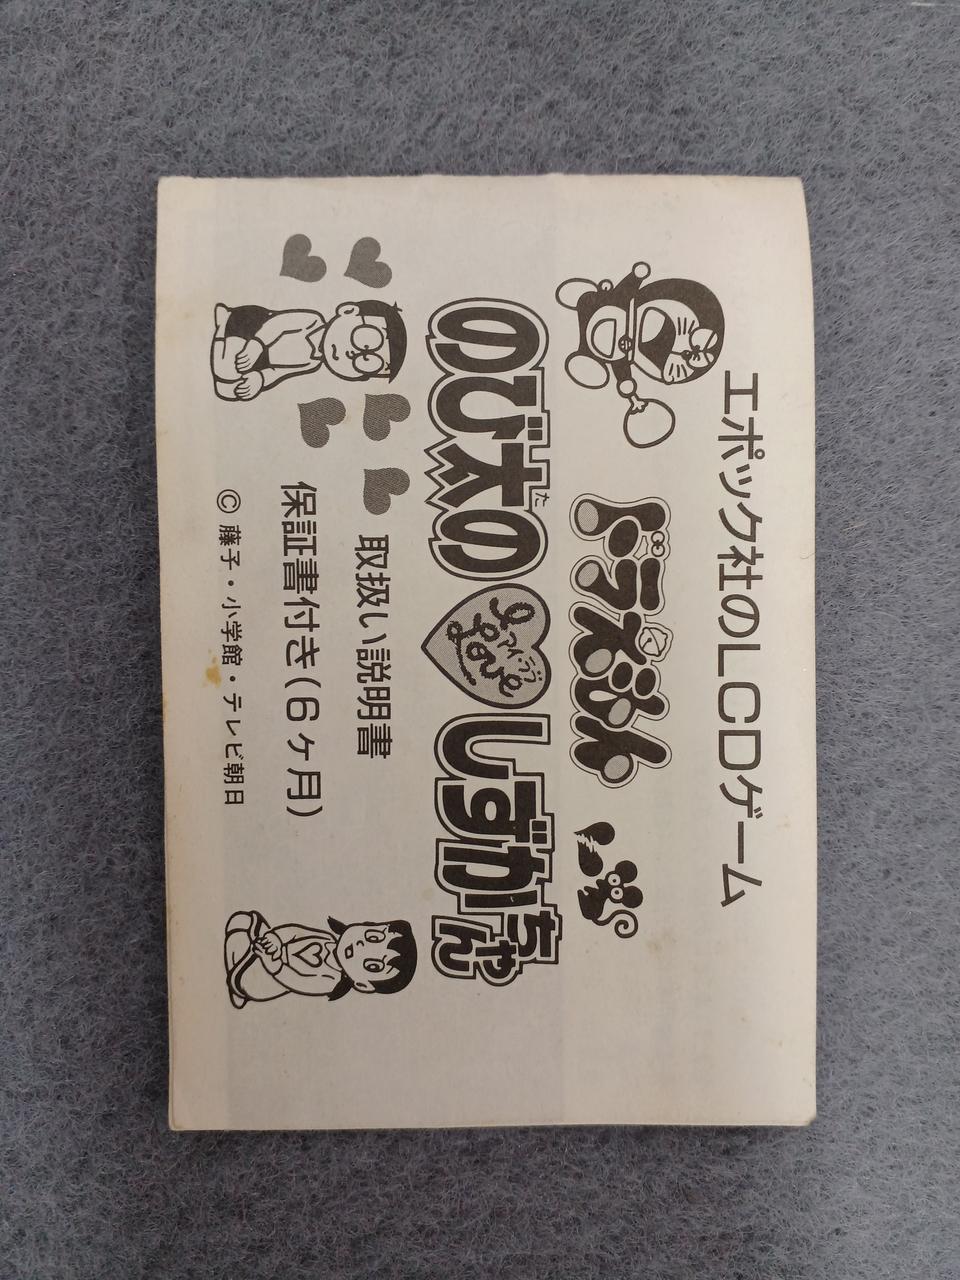 エポック社のLCDゲーム
ドラえもん
のび太の I Love しずかちゃん
た
アイ・ラブ
取扱い説明書
保証書付き(6ヶ月)
© 藤子・小学館・テレビ朝日